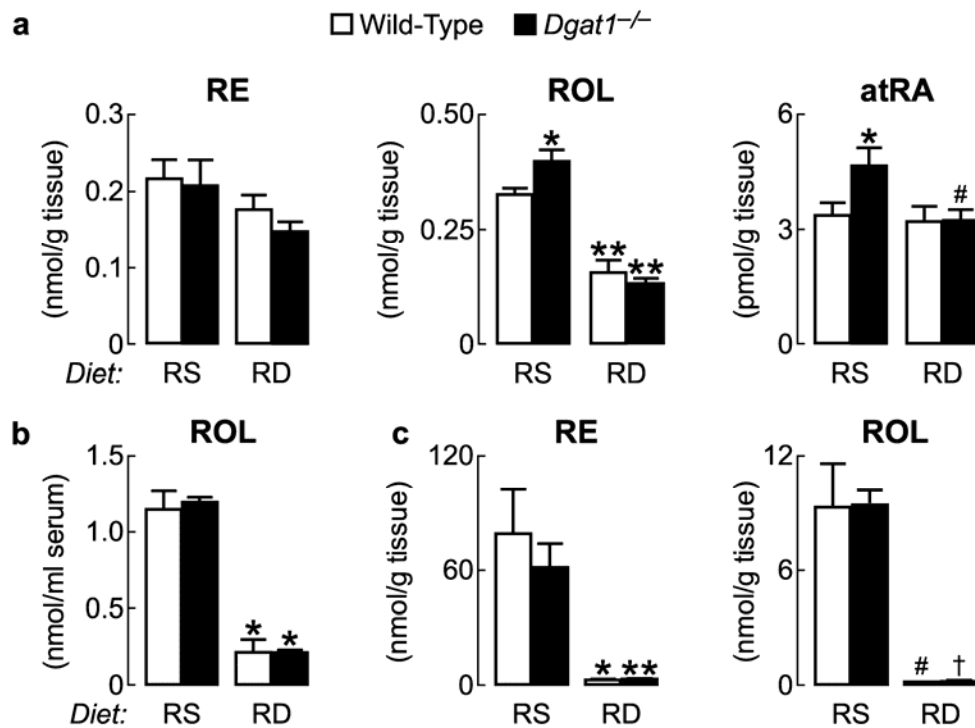 a
Wild-Type Dgat1–/–
RE ROL atRA
(nmol/g tissue) 0.3 0.2 0.1 0
(nmol/g tissue) 0.50 0.25 0 * ** **
(pmol/g tissue) 6 3 0 * #
Diet: RS RD RS RD RS RD
b ROL c RE ROL
(nmol/ml serum) 1.5 1.0 0.5 0 * *
(nmol/g tissue) 120 60 0 * **
(nmol/g tissue) 12 6 0 # †
Diet: RS RD RS RD RS RD